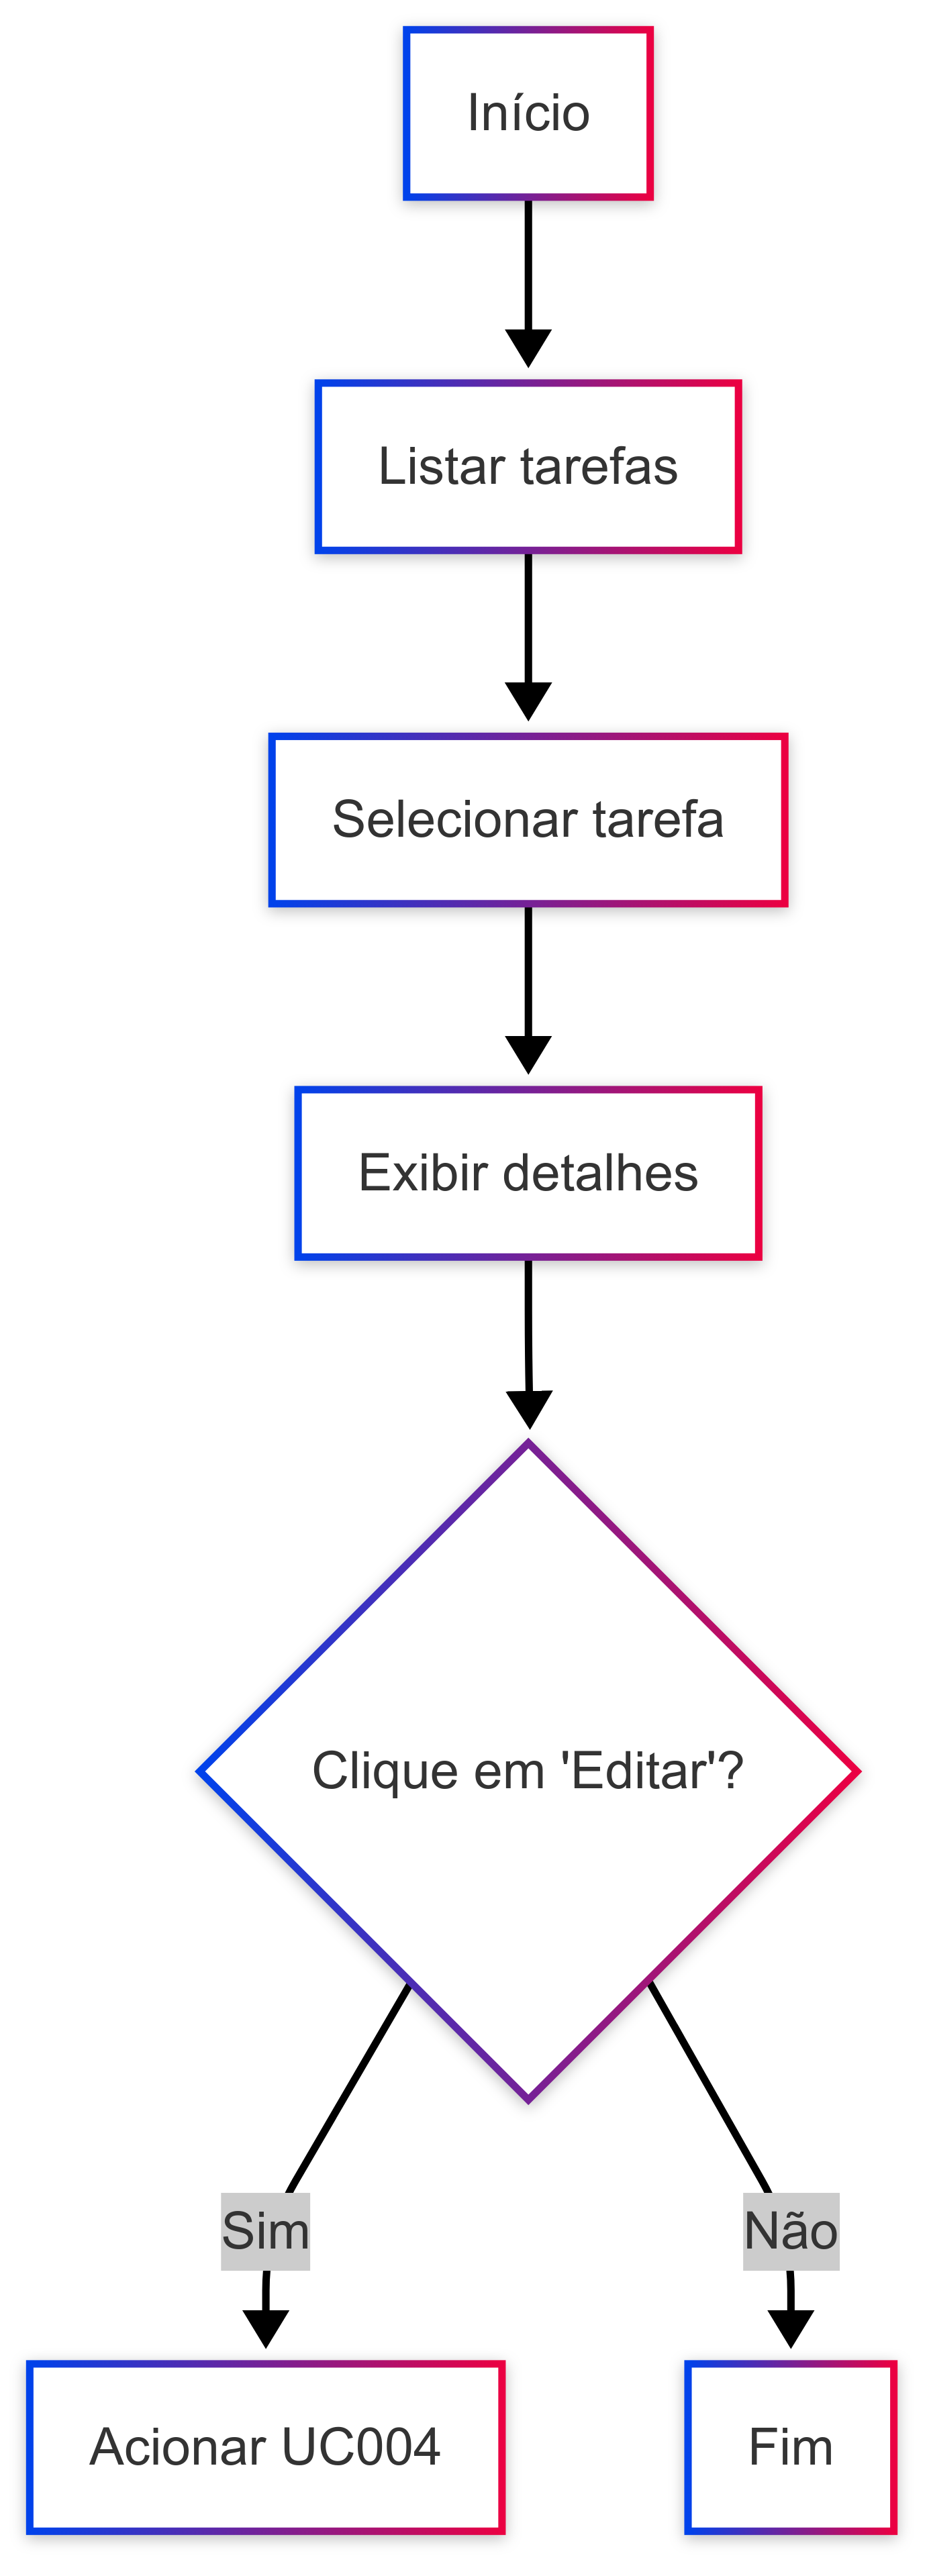 Início
Listar tarefas
Selecionar tarefa
Exibir detalhes
Clique em 'Editar'?
Sim
Não
Acionar UC004
Fim